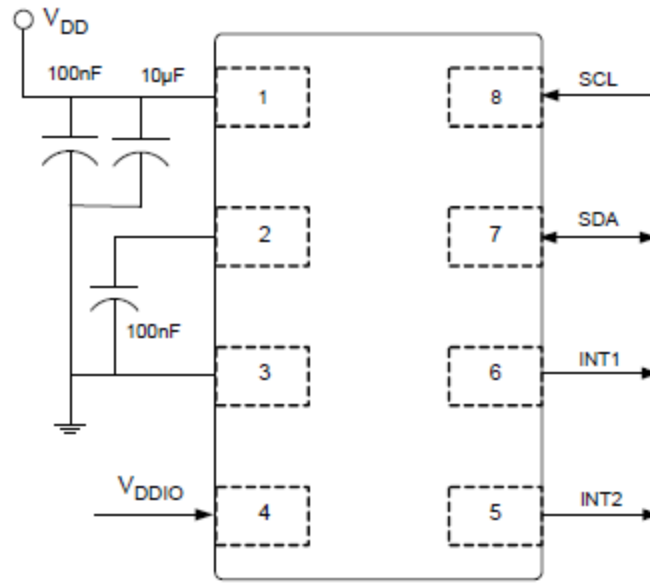 VDD
100nF 10μF
1 8 SCL
2 7 SDA
100nF
3 6 INT1
VDDIO
4 5 INT2